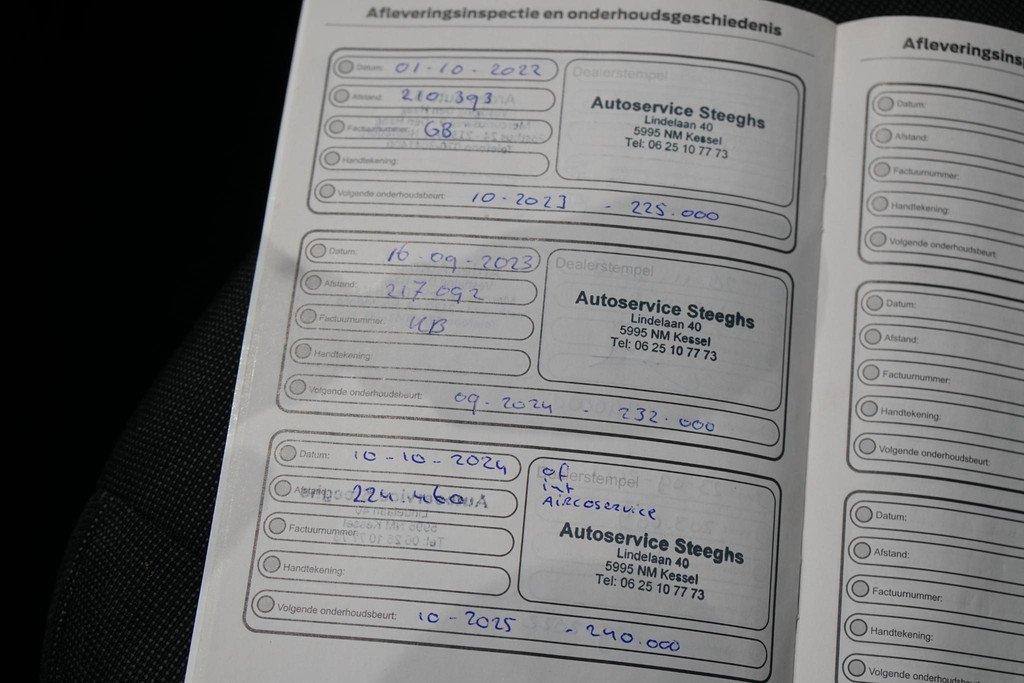 Afleveringsinspectie en onderhoudsgeschiedenis
Datum: 01-10-2022
Afstand: 210.393
Factuurnummer: GB
Handtekening:
Volgende onderhoudsbeurt: 10-2023 - 225.000
Dealerstempel
Autoservice Steeghs
Lindelaan 40
5995 NM Kessel
Tel: 06 25 10 77 73
Datum: 16-09-2023
Afstand: 217.092
Factuurnummer: KB
Handtekening:
Volgende onderhoudsbeurt: 09-2024 - 232.000
Dealerstempel
Autoservice Steeghs
Lindelaan 40
5995 NM Kessel
Tel: 06 25 10 77 73
Datum: 10-10-2024
Afstand: 224.460
Factuurnummer:
Handtekening:
Volgende onderhoudsbeurt: 10-2025 - 240.000
Dealerstempel
of
int
Aircoservice
Autoservice Steeghs
Lindelaan 40
5995 NM Kessel
Tel: 06 25 10 77 73
Afleveringsins
Datum:
Afstand:
Factuurnummer:
Handtekening:
Volgende onderhoudsbeurt:
Datum:
Afstand:
Factuurnummer:
Handtekening:
Volgende onderhoudsbeurt:
Datum:
Afstand:
Factuurnummer:
Handtekening:
Volgende onderhoudsbeurt: